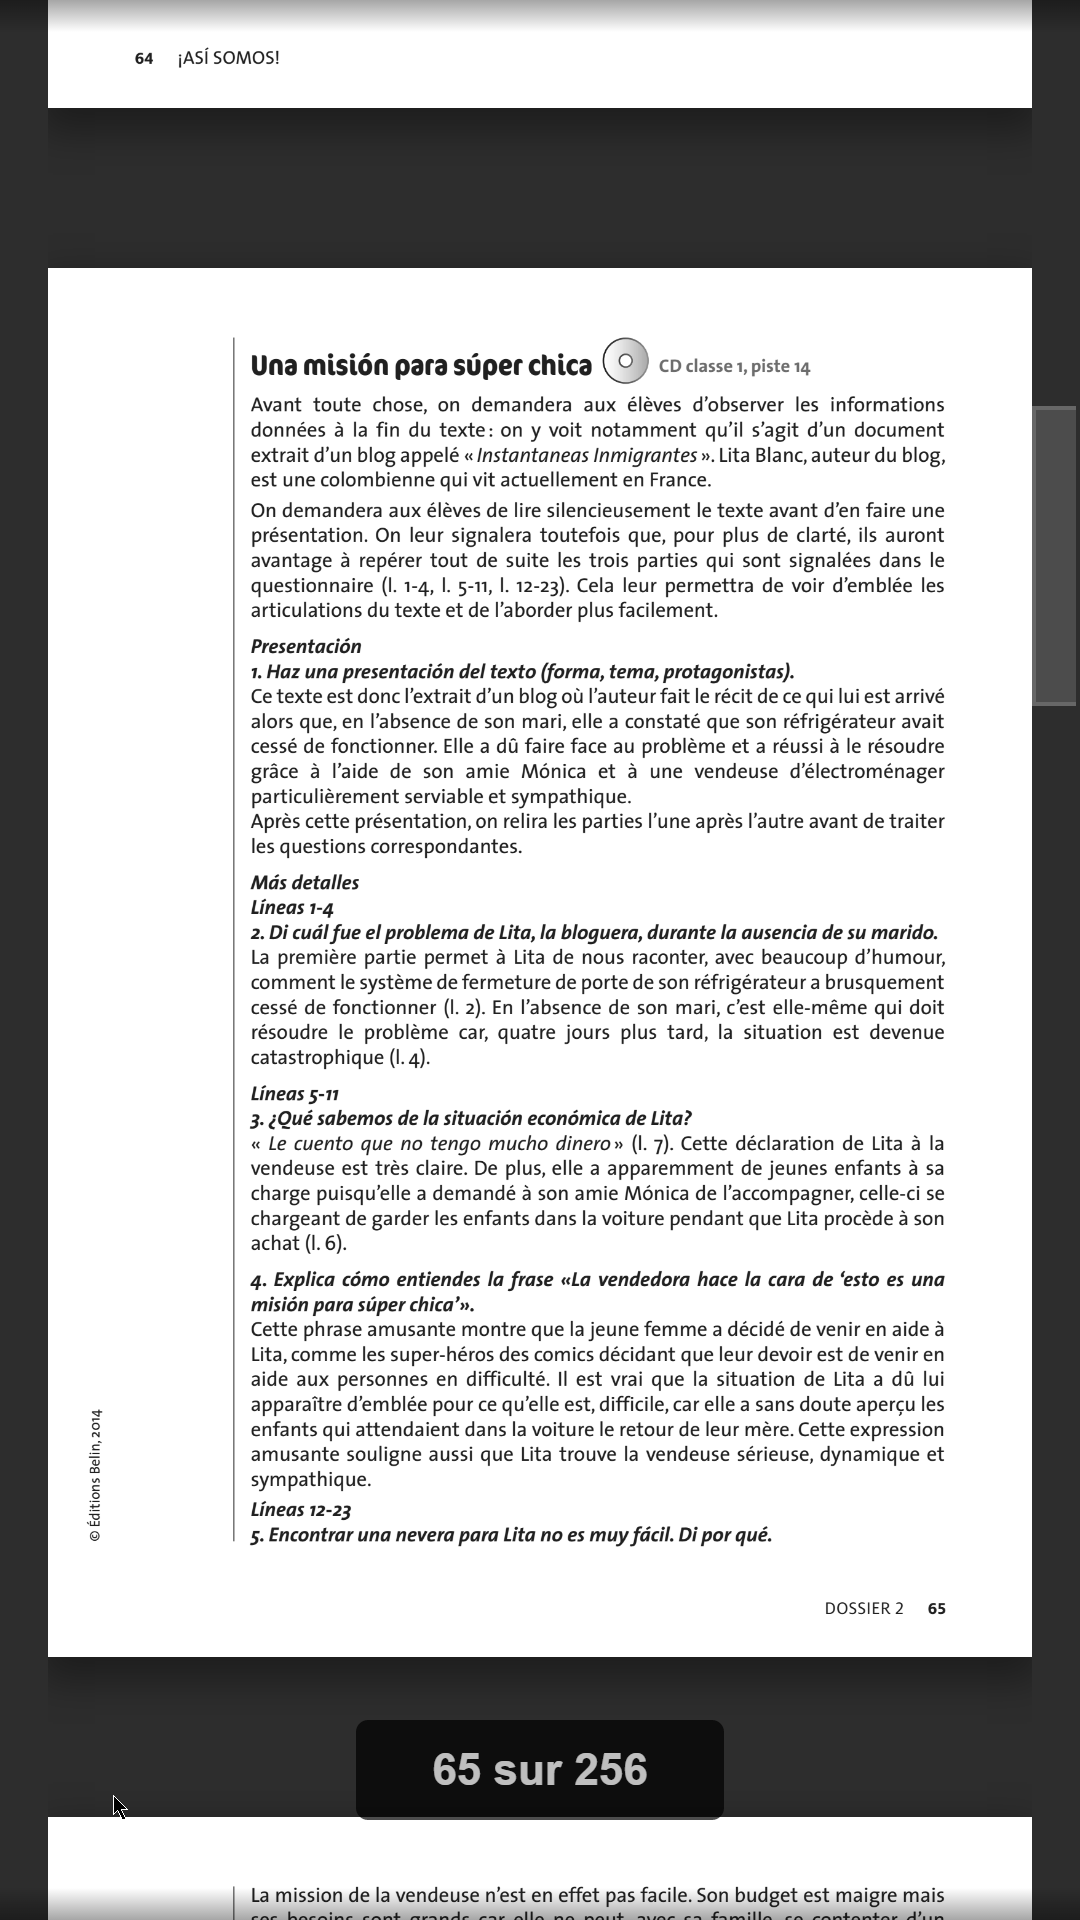 64 ¡ASÍ SOMOS!
Una misión para súper chica CD classe 1, piste 14
Avant toute chose, on demandera aux élèves d’observer les informations
données à la fin du texte : on y voit notamment qu’il s’agit d’un document
extrait d’un blog appelé « Instantaneas Inmigrantes ». Lita Blanc, auteur du blog,
est une colombienne qui vit actuellement en France.
On demandera aux élèves de lire silencieusement le texte avant d’en faire une
présentation. On leur signalera toutefois que, pour plus de clarté, ils auront
avantage à repérer tout de suite les trois parties qui sont signalées dans le
questionnaire (l. 1-4, l. 5-11, l. 12-23). Cela leur permettra de voir d’emblée les
articulations du texte et de l’aborder plus facilement.
Presentación
1. Haz una presentación del texto (forma, tema, protagonistas).
Ce texte est donc l’extrait d’un blog où l’auteur fait le récit de ce qui lui est arrivé
alors que, en l’absence de son mari, elle a constaté que son réfrigérateur avait
cessé de fonctionner. Elle a dû faire face au problème et a réussi à le résoudre
grâce à l’aide de son amie Mónica et à une vendeuse d’électroménager
particulièrement serviable et sympathique.
Après cette présentation, on relira les parties l’une après l’autre avant de traiter
les questions correspondantes.
Más detalles
Líneas 1-4
2. Di cuál fue el problema de Lita, la bloguera, durante la ausencia de su marido.
La première partie permet à Lita de nous raconter, avec beaucoup d’humour,
comment le système de fermeture de porte de son réfrigérateur a brusquement
cessé de fonctionner (l. 2). En l’absence de son mari, c’est elle-même qui doit
résoudre le problème car, quatre jours plus tard, la situation est devenue
catastrophique (l. 4).
Líneas 5-11
3. ¿Qué sabemos de la situación económica de Lita?
« Le cuento que no tengo mucho dinero » (l. 7). Cette déclaration de Lita à la
vendeuse est très claire. De plus, elle a apparemment de jeunes enfants à sa
charge puisqu’elle a demandé à son amie Mónica de l’accompagner, celle-ci se
chargeant de garder les enfants dans la voiture pendant que Lita procède à son
achat (l. 6).
4. Explica cómo entiendes la frase «La vendedora hace la cara de ‘esto es una
misión para súper chica’».
Cette phrase amusante montre que la jeune femme a décidé de venir en aide à
Lita, comme les super-héros des comics décidant que leur devoir est de venir en
aide aux personnes en difficulté. Il est vrai que la situation de Lita a dû lui
apparaître d’emblée pour ce qu’elle est, difficile, car elle a sans doute aperçu les
enfants qui attendaient dans la voiture le retour de leur mère. Cette expression
amusante souligne aussi que Lita trouve la vendeuse sérieuse, dynamique et
sympathique.
Líneas 12-23
5. Encontrar una nevera para Lita no es muy fácil. Di por qué.
© Éditions Belin, 2014
DOSSIER 2 65
65 sur 256
La mission de la vendeuse n’est en effet pas facile. Son budget est maigre mais
ses besoins sont grands car elle ne peut, avec sa famille, se contenter d’un